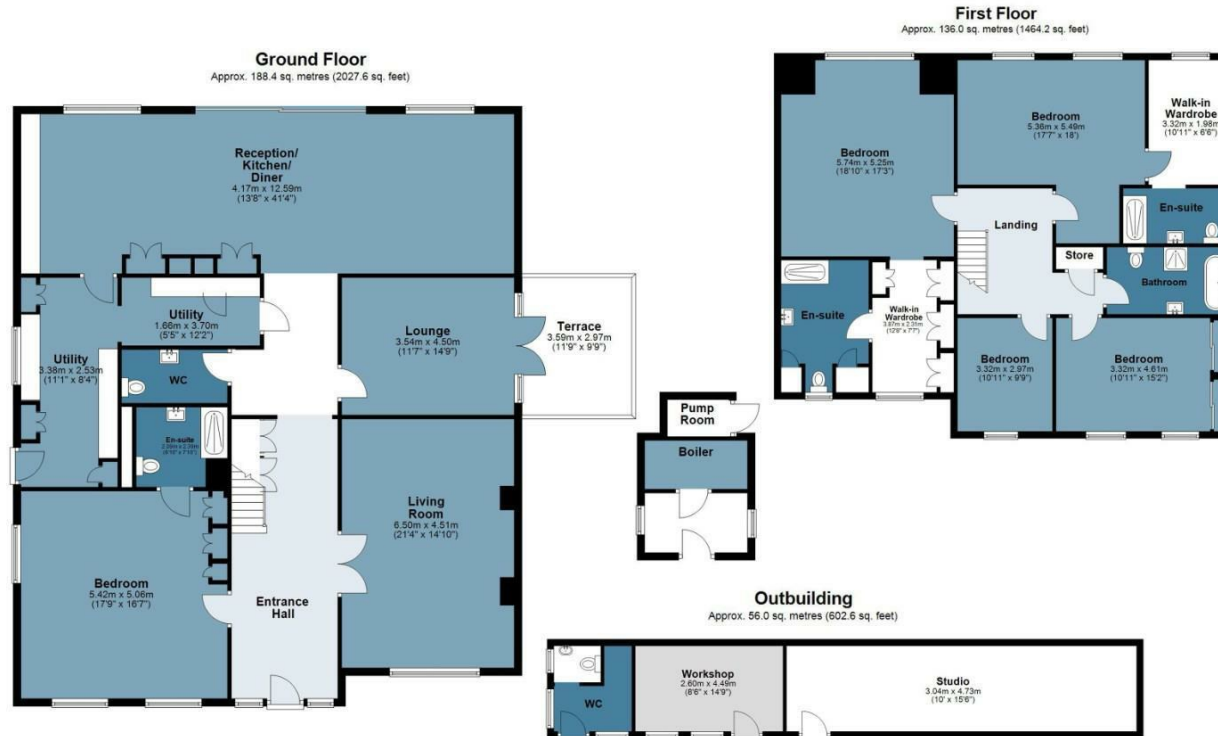 Ground Floor
Approx. 188.4 sq. metres (2027.6 sq. feet)
Reception/
Kitchen/
Diner
4.17m x 12.59m
(13'8" x 41'4")
Utility
1.66m x 3.70m
(5'5" x 12'2")
Lounge
3.54m x 4.50m
(11'7" x 14'9")
Terrace
3.59m x 2.97m
(11'9" x 9'9")
Utility
3.38m x 2.53m
(11'1" x 8'4")
WC
En-suite
Living
Room
6.50m x 4.51m
(21'4" x 14'10")
Bedroom
5.42m x 5.06m
(17'9" x 16'7")
Entrance
Hall
First Floor
Approx. 136.0 sq. metres (1464.2 sq. feet)
Bedroom
5.74m x 5.25m
(18'10" x 17'3")
Bedroom
5.36m x 5.49m
(17'7" x 18')
Walk-in
Wardrobe
3.32m x 1.98m
(10'11" x 6'6")
En-suite
Landing
Store
Bathroom
En-suite
Walk-in
Wardrobe
3.87m x 2.31m
(12'8" x 7'7")
Bedroom
3.32m x 2.97m
(10'11" x 9'9")
Bedroom
3.32m x 4.61m
(10'11" x 15'2")
Pump
Room
Boiler
Outbuilding
Approx. 56.0 sq. metres (602.6 sq. feet)
WC
Workshop
2.60m x 4.49m
(8'6" x 14'9")
Studio
3.04m x 4.73m
(10' x 15'6")